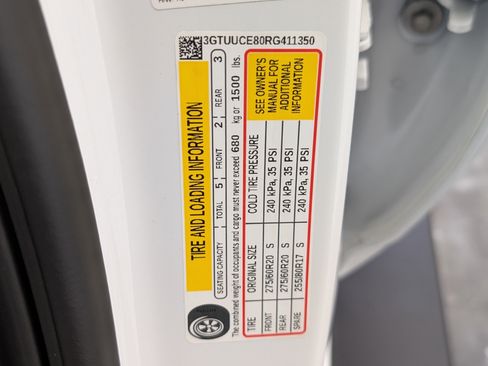 3GTUUCE80RG411350
TIRE AND LOADING INFORMATION
SEATING CAPACITY TOTAL 5 FRONT 2 REAR 3
The combined weight of occupants and cargo must never exceed 680 kg or 1500 lbs.
TIRE ORIGINAL SIZE COLD TIRE PRESSURE
FRONT 275/60R20 S 240 kPa, 35 PSI
REAR 275/60R20 S 240 kPa, 35 PSI
SPARE 255/80R17 S 240 kPa, 35 PSI
SEE OWNER'S
MANUAL FOR
ADDITIONAL
INFORMATION